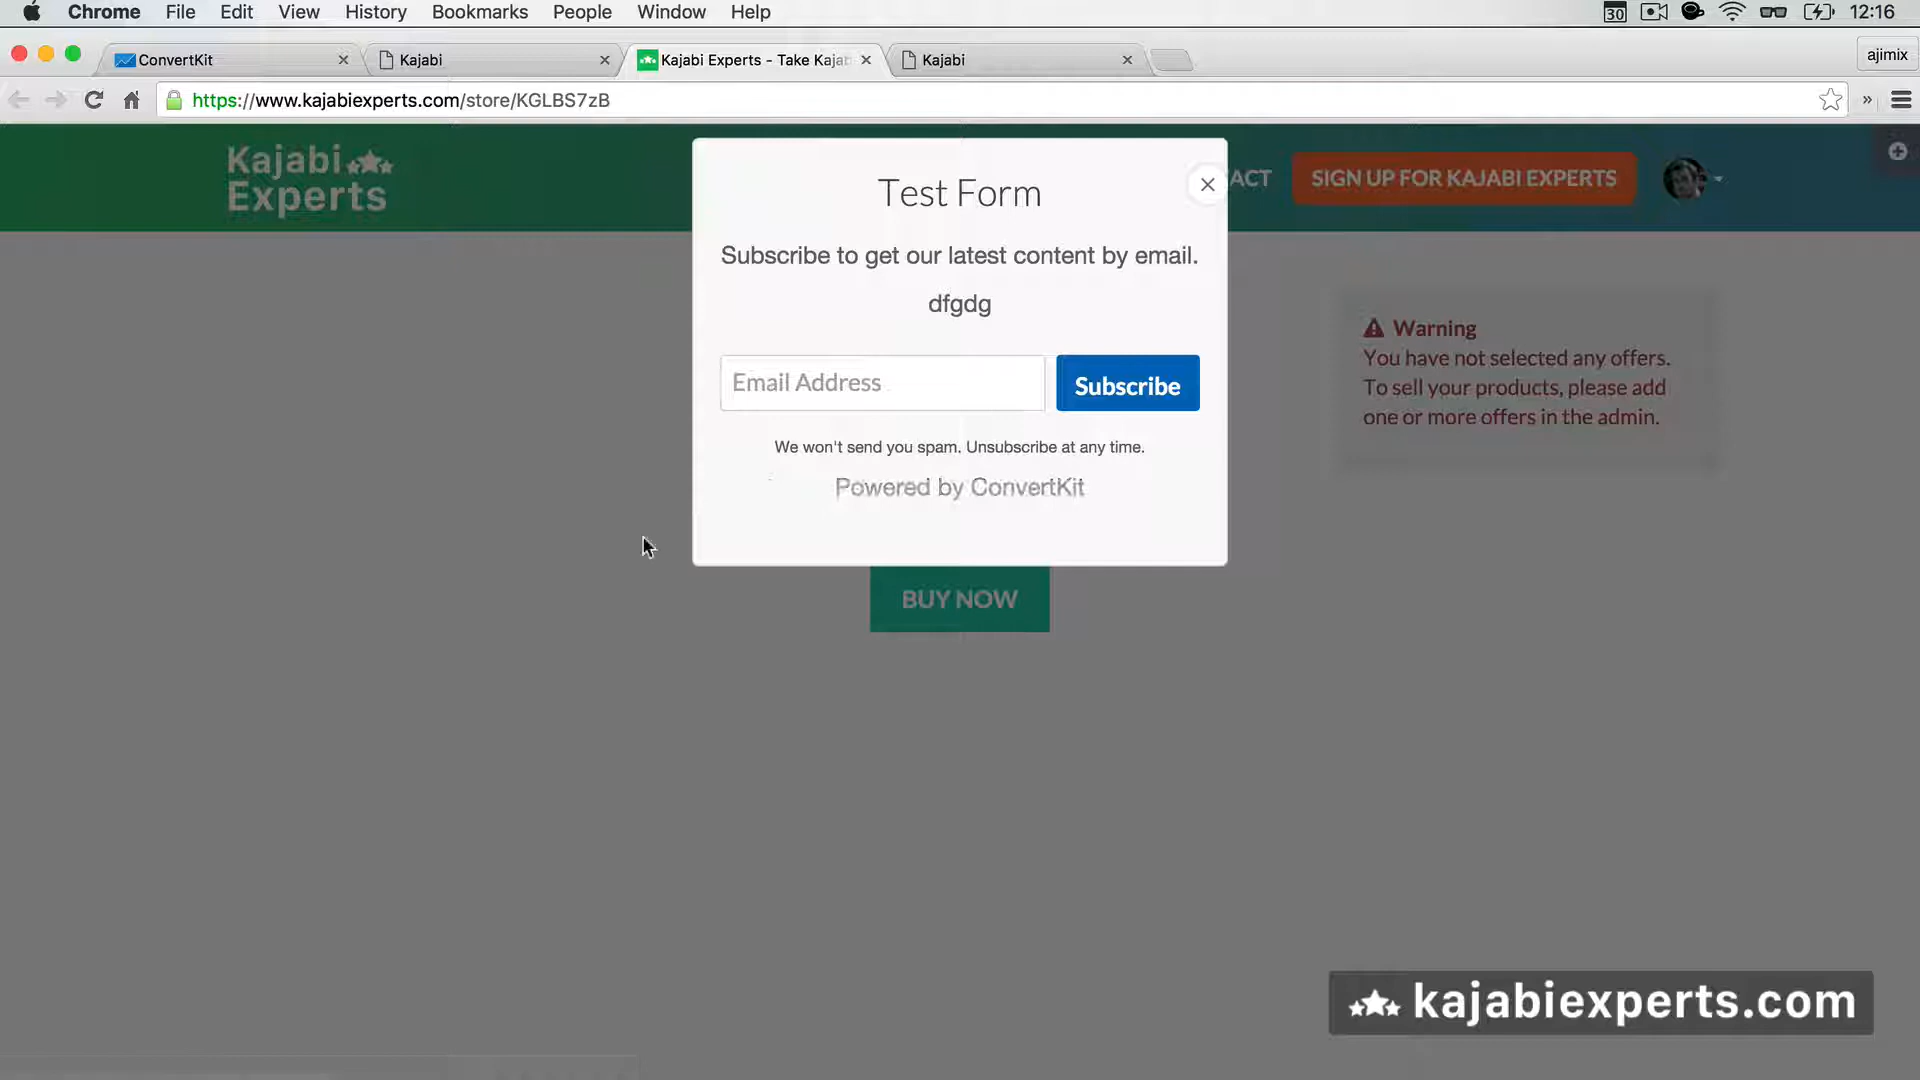 Chrome File Edit View History Bookmarks People Window Help 30 12:16
ConvertKit Kajabi Kajabi Experts - Take Kajab Kajabi ajimix
https://www.kajabiexperts.com/store/KGLBS7zB »
Kajabi
Experts
ACT
SIGN UP FOR KAJABI EXPERTS
Test Form
Subscribe to get our latest content by email.
dfgdg
Email Address
Subscribe
We won't send you spam. Unsubscribe at any time.
Powered by ConvertKit
Warning
You have not selected any offers.
To sell your products, please add
one or more offers in the admin.
BUY NOW
kajabiexperts.com